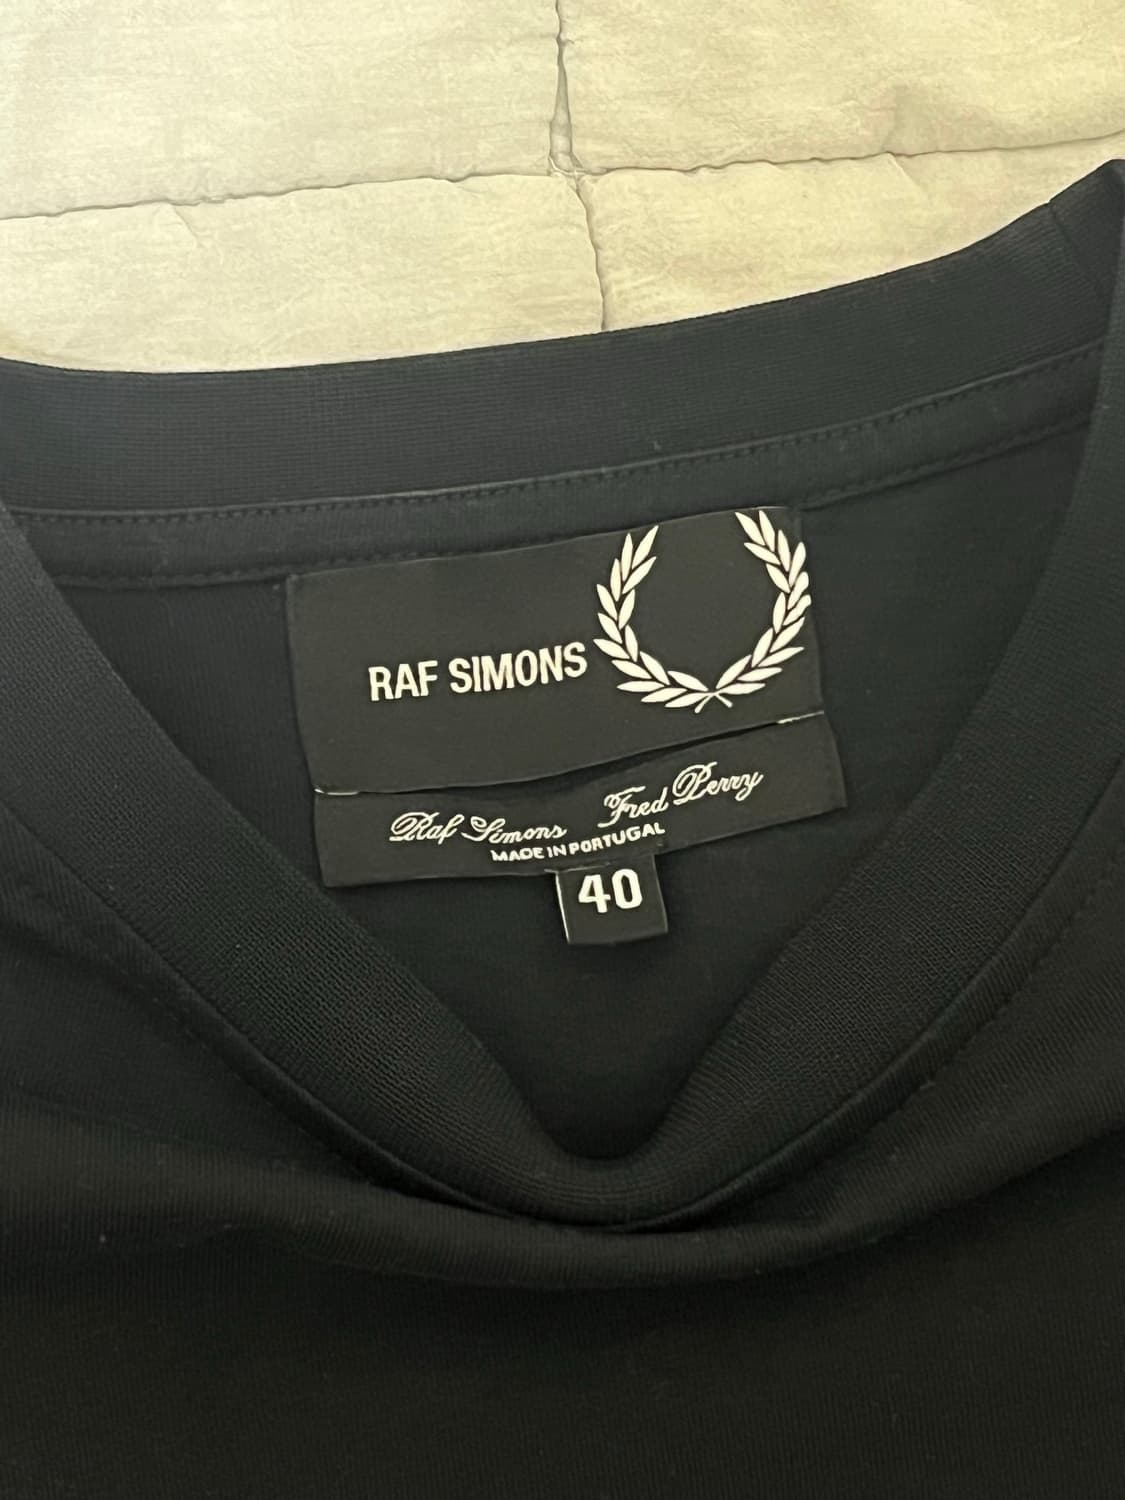 RAF SIMONS
Raf Simons Fred Perry
MADE IN PORTUGAL
40